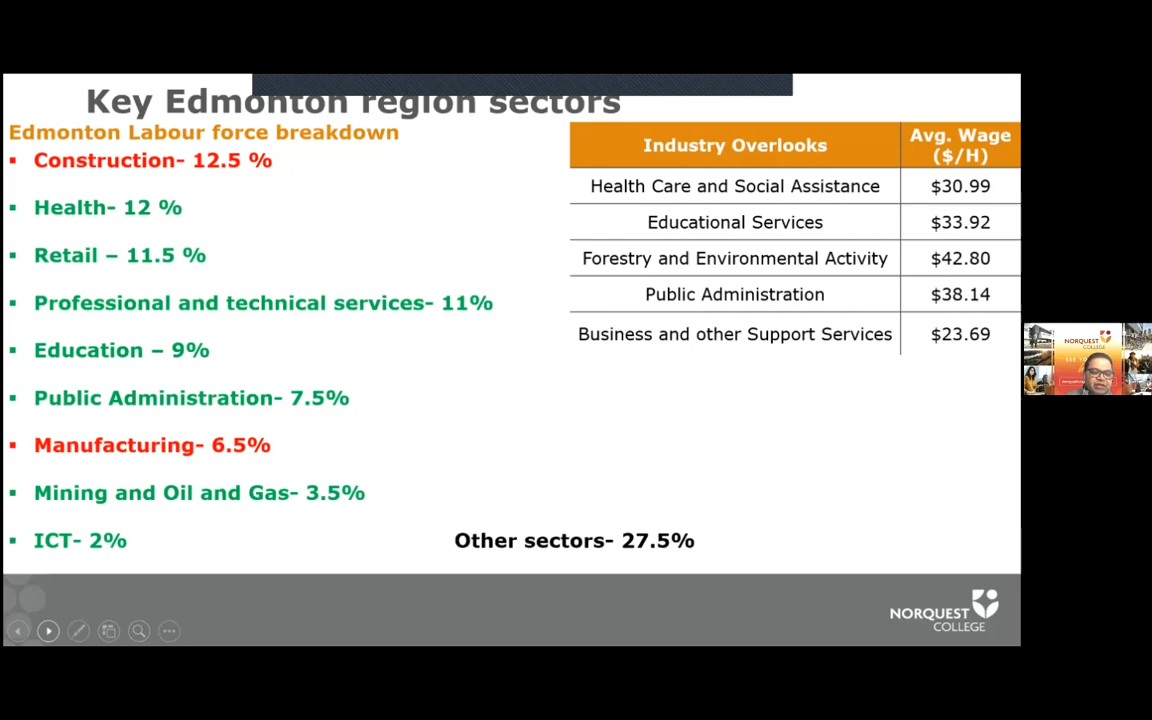 Key Edmonton region sectors
Edmonton Labour force breakdown
Construction- 12.5 %
Health- 12 %
Retail – 11.5 %
Professional and technical services- 11%
Education – 9%
Public Administration- 7.5%
Manufacturing- 6.5%
Mining and Oil and Gas- 3.5%
ICT- 2%
Other sectors- 27.5%
Industry Overlooks Avg. Wage
($/H)
Health Care and Social Assistance $30.99
Educational Services $33.92
Forestry and Environmental Activity $42.80
Public Administration $38.14
Business and other Support Services $23.69
NORQUEST
COLLEGE
NORQUEST
COLLEGE